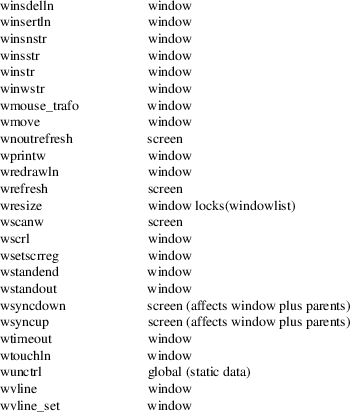 winsdelln window
winsertln window
winsnstr window
winsstr window
winstr window
winwstr window
wmouse_trafo window
wmove window
wnoutrefresh screen
wprintw window
wredrawln window
wrefresh screen
wresize window locks(windowlist)
wscanw screen
wscrl window
wsetscrreg window
wstandend window
wstandout window
wsyncdown screen (affects window plus parents)
wsyncup screen (affects window plus parents)
wtimeout window
wtouchln window
wunctrl global (static data)
wvline window
wvline_set window